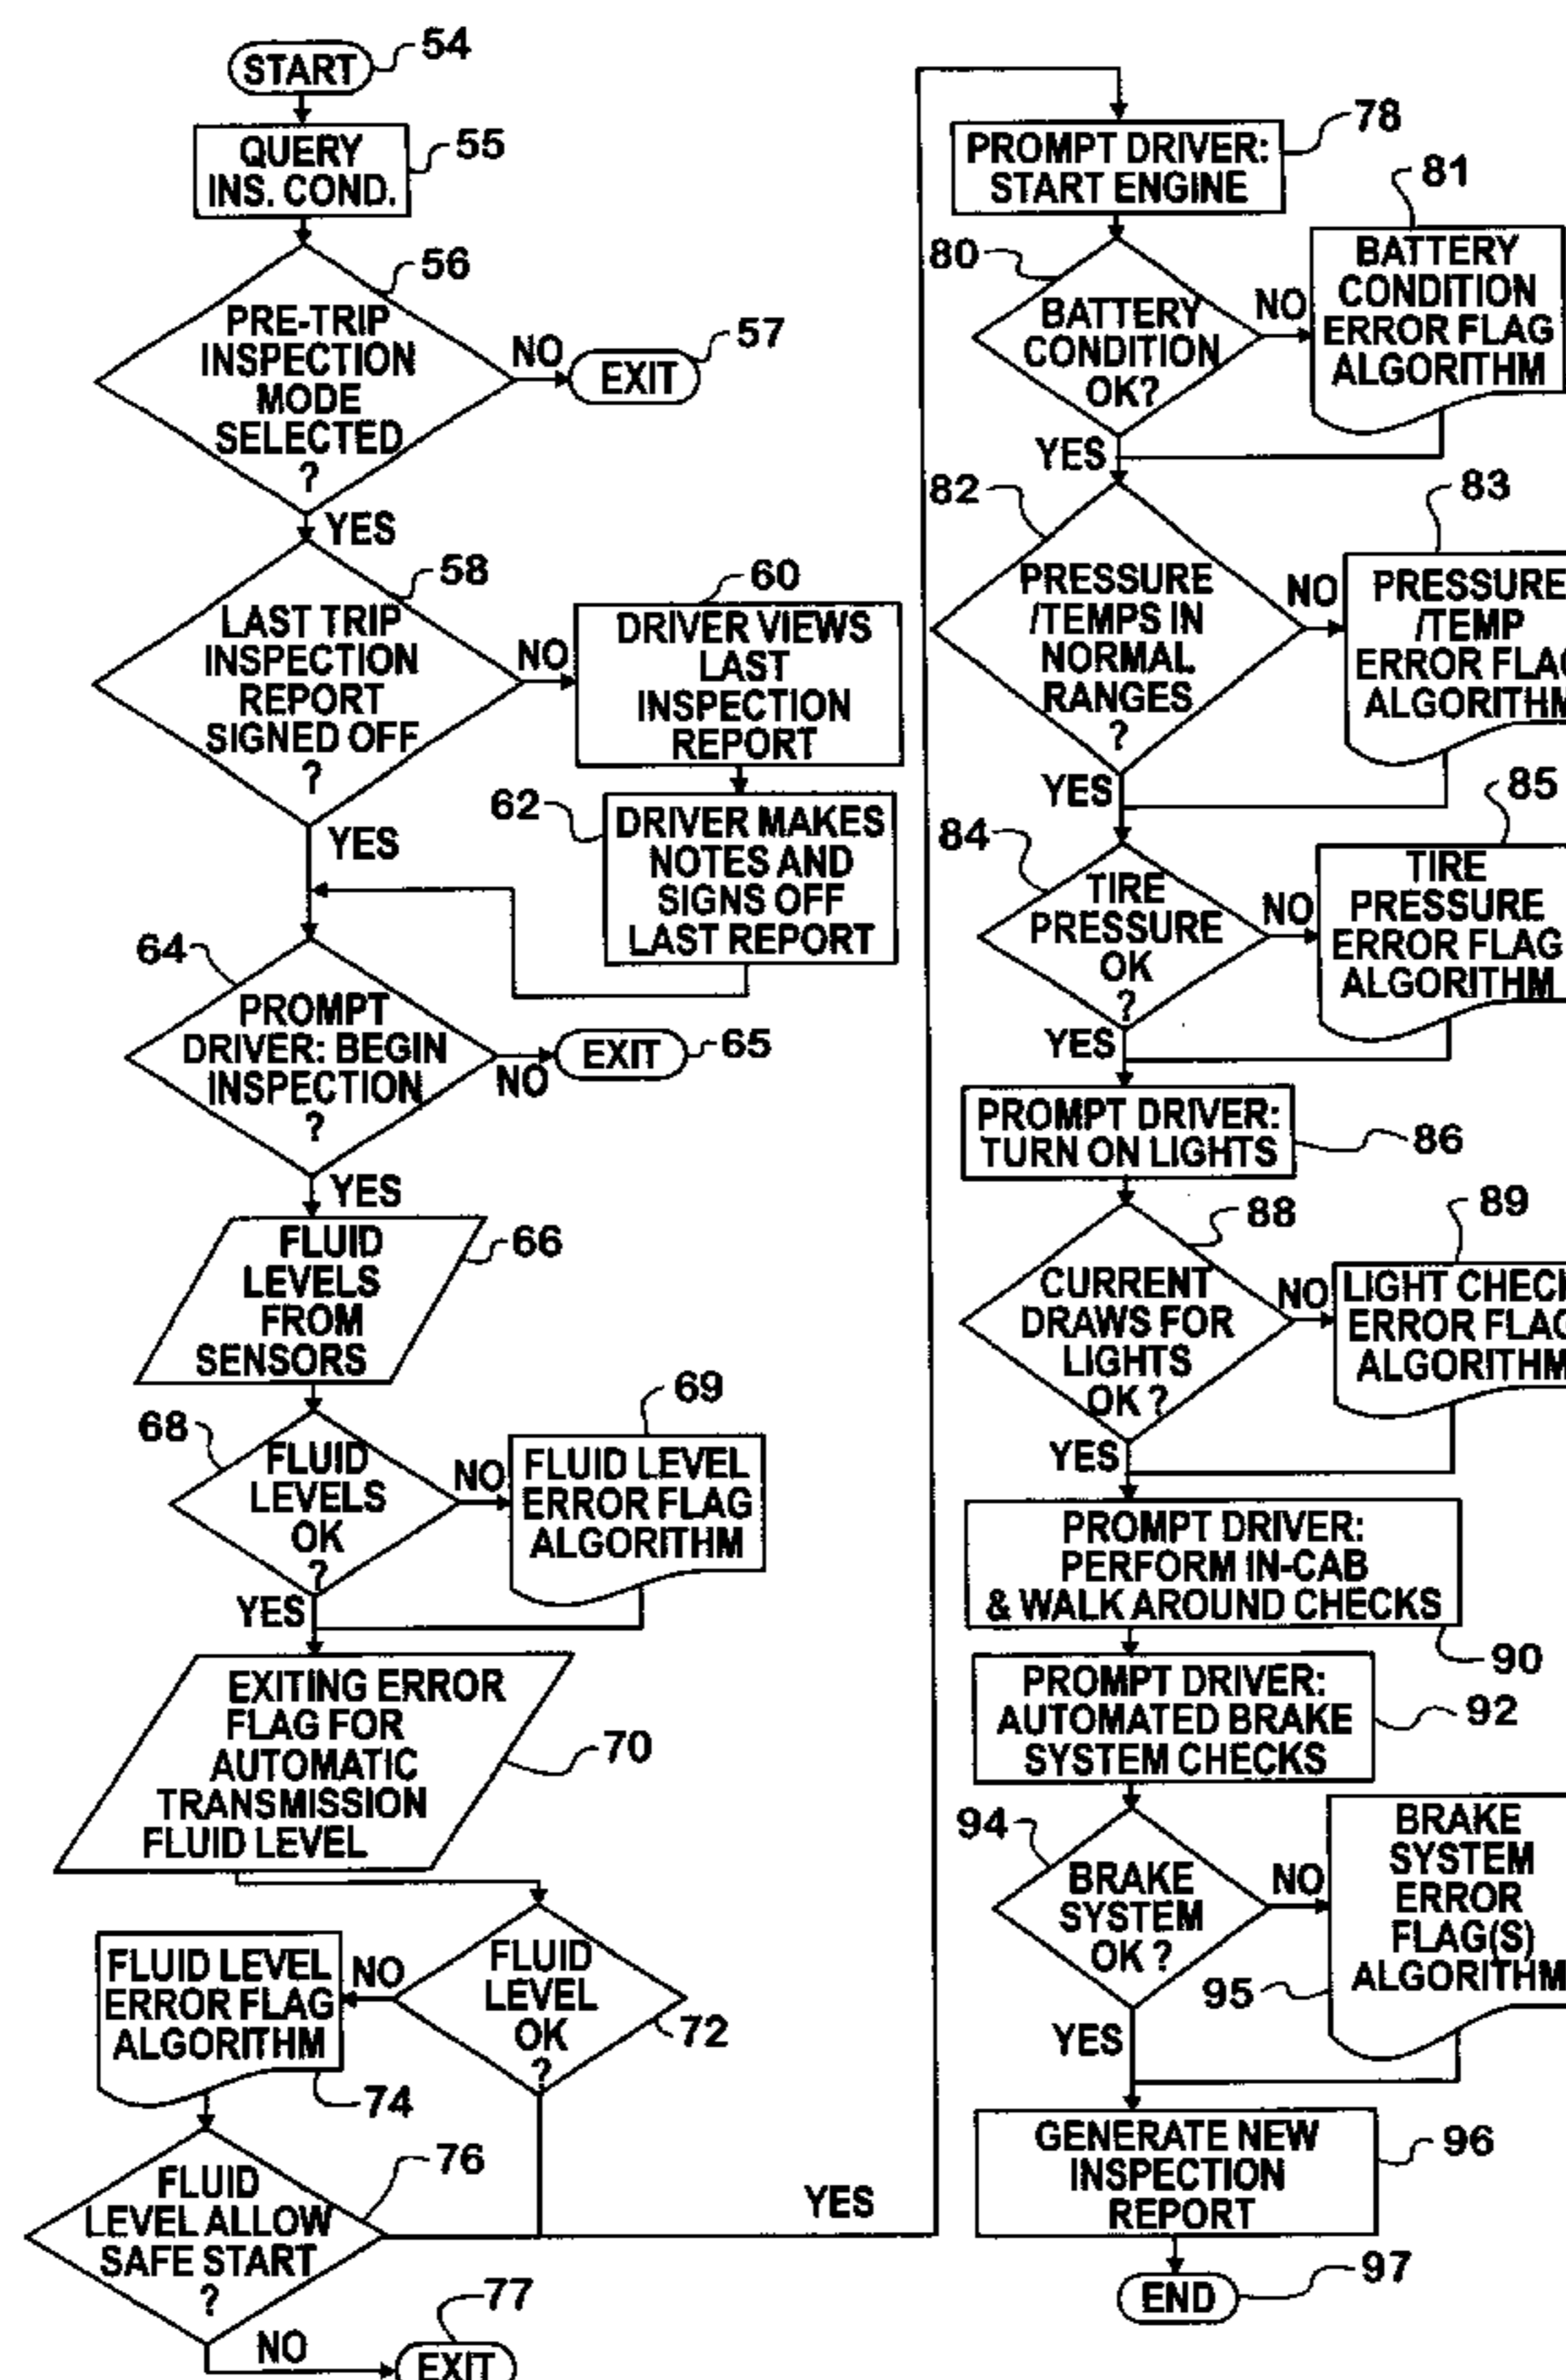 START
54
QUERY
INS. COND.
55
PRE-TRIP
INSPECTION
MODE
SELECTED
?
56
NO
EXIT
57
YES
LAST TRIP
INSPECTION
REPORT
SIGNED OFF
?
58
NO
60
DRIVER VIEWS
LAST
INSPECTION
REPORT
62
DRIVER MAKES
NOTES AND
SIGNS OFF
LAST REPORT
YES
64
PROMPT
DRIVER: BEGIN
INSPECTION
?
NO
EXIT
65
YES
FLUID
LEVELS
FROM
SENSORS
66
68
FLUID
LEVELS
OK
?
NO
69
FLUID LEVEL
ERROR FLAG
ALGORITHM
YES
EXITING ERROR
FLAG FOR
AUTOMATIC
TRANSMISSION
FLUID LEVEL
70
FLUID
LEVEL
OK
?
72
NO
FLUID LEVEL
ERROR FLAG
ALGORITHM
74
FLUID
LEVEL ALLOW
SAFE START
?
76
YES
NO
77
EXIT
PROMPT DRIVER:
START ENGINE
78
80
BATTERY
CONDITION
OK?
NO
81
BATTERY
CONDITION
ERROR FLAG
ALGORITHM
YES
82
PRESSURE
/TEMPS IN
NORMAL
RANGES
?
NO
83
PRESSURE
/TEMP
ERROR FLAG
ALGORITHM
YES
84
TIRE
PRESSURE
OK
?
NO
85
TIRE
PRESSURE
ERROR FLAG
ALGORITHM
YES
PROMPT DRIVER:
TURN ON LIGHTS
86
88
CURRENT
DRAWS FOR
LIGHTS
OK ?
NO
89
LIGHT CHECK
ERROR FLAG
ALGORITHM
YES
PROMPT DRIVER:
PERFORM IN-CAB
& WALK AROUND CHECKS
90
PROMPT DRIVER:
AUTOMATED BRAKE
SYSTEM CHECKS
92
94
BRAKE
SYSTEM
OK ?
NO
BRAKE
SYSTEM
ERROR
FLAG(S)
ALGORITHM
95
YES
GENERATE NEW
INSPECTION
REPORT
96
END
97